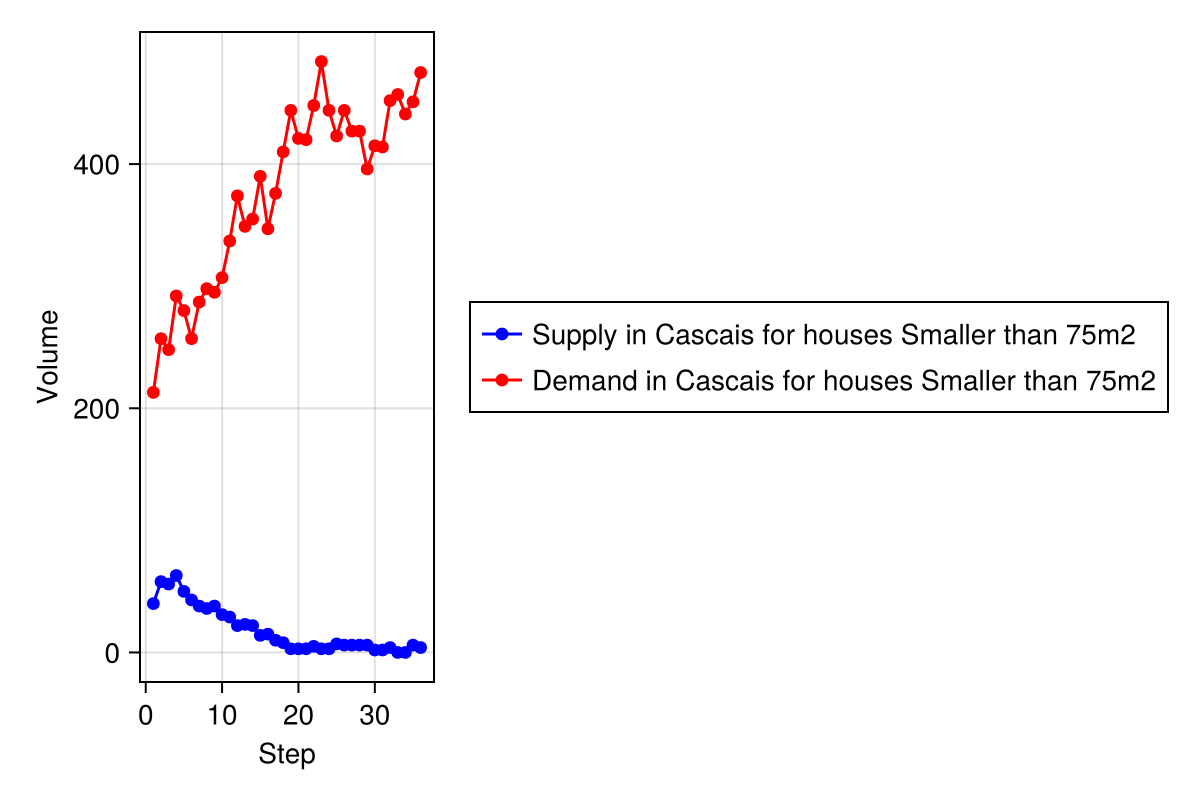 Volume
400
200
0
0 10 20 30
Step
Supply in Cascais for houses Smaller than 75m2
Demand in Cascais for houses Smaller than 75m2